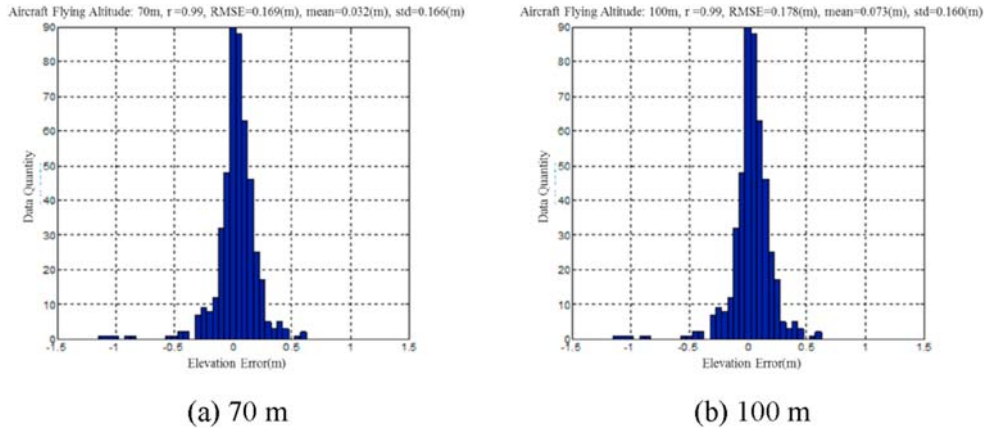 Aircraft Flying Altitude: 70m, r =0.99, RMSE=0.169(m), mean=0.032(m), std=0.166(m)
90
80
70
60
50
40
30
20
10
0
Data Quantity
-1.5 -1 -0.5 0 0.5 1 1.5
Elevation Error(m)
(a) 70 m
Aircraft Flying Altitude: 100m, r =0.99, RMSE=0.178(m), mean=0.073(m), std=0.160(m)
90
80
70
60
50
40
30
20
10
0
Data Quantity
-1.5 -1 -0.5 0 0.5 1 1.5
Elevation Error(m)
(b) 100 m